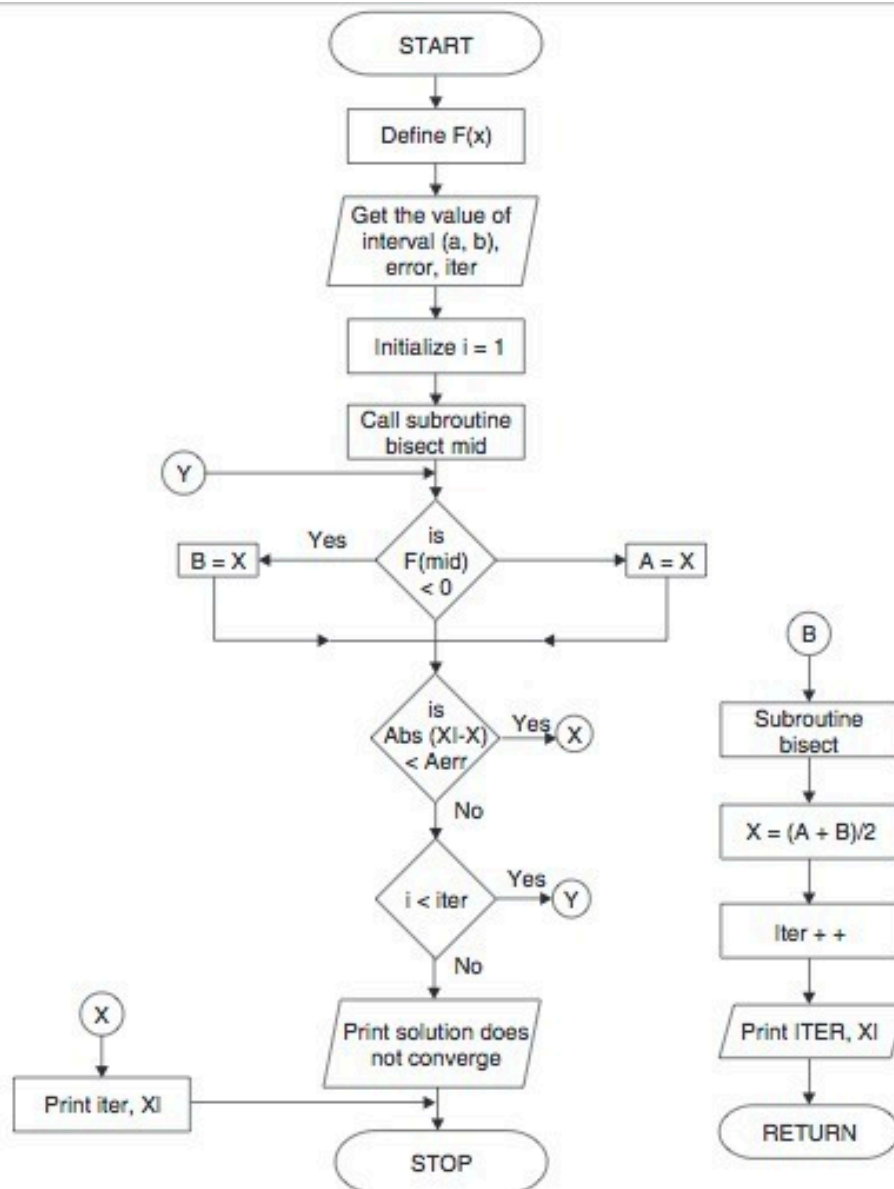 START
Define F(x)
Get the value of
interval (a, b),
error, iter
Initialize i = 1
Call subroutine
bisect mid
Y
is
F(mid)
< 0
Yes
B = X
A = X
is
Abs (XI-X)
< Aerr
Yes
X
No
i < iter
Yes
Y
No
Print solution does
not converge
X
Print iter, XI
STOP
B
Subroutine
bisect
X = (A + B)/2
Iter + +
Print ITER, XI
RETURN